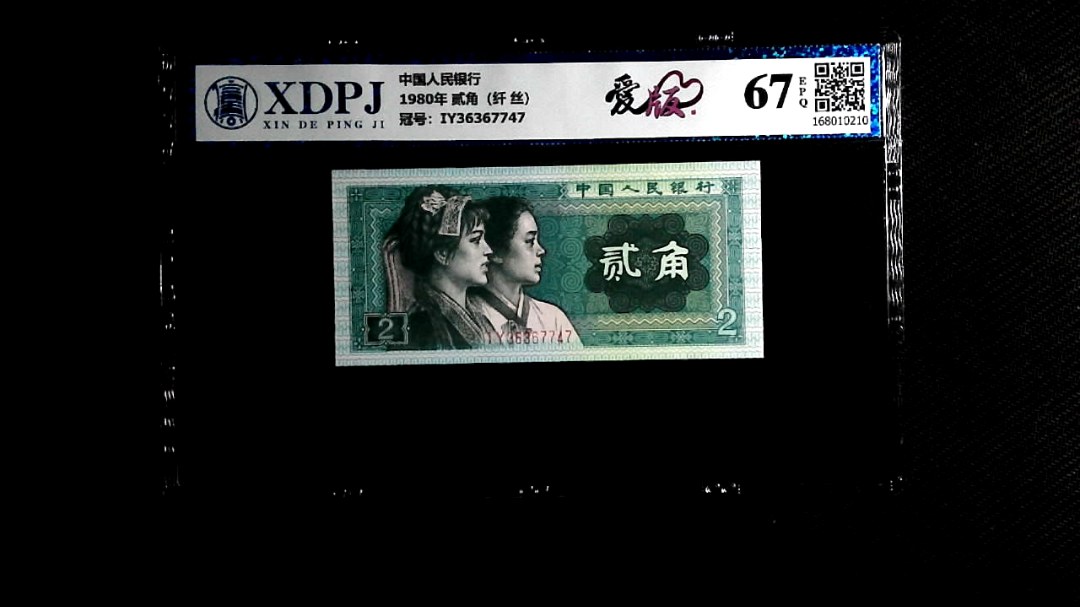 XDPJ
XIN DE PING JI
中国人民银行
1980年 贰角（纤 丝）
冠号：IY36367747
爱版
67
EPQ
168010210
中国人民银行
贰角
2
2
IY36367747